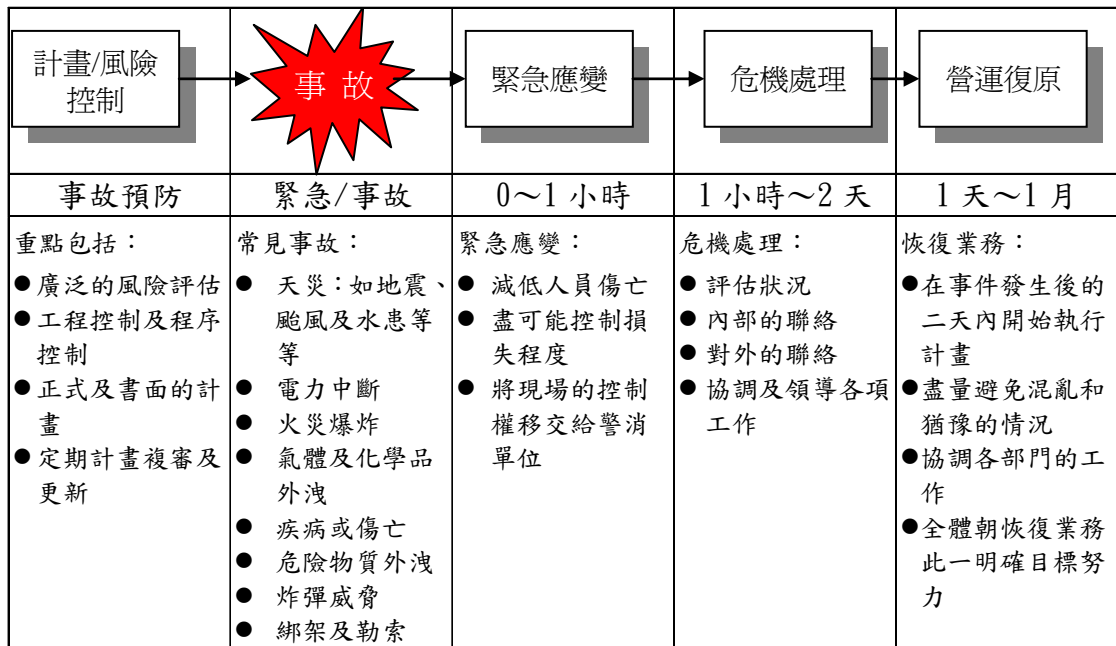 計畫/風險
控制
事 故
緊急應變
危機處理
營運復原
事故預防
緊急/事故
0～1 小時
1 小時～2 天
1 天～1 月
重點包括：
●廣泛的風險評估
●工程控制及程序
控制
●正式及書面的計
畫
●定期計畫複審及
更新
常見事故：
● 天災：如地震、
颱風及水患等
等
● 電力中斷
● 火災爆炸
● 氣體及化學品
外洩
● 疾病或傷亡
● 危險物質外洩
● 炸彈威脅
● 綁架及勒索
緊急應變：
● 減低人員傷亡
● 盡可能控制損
失程度
● 將現場的控制
權移交給警消
單位
危機處理：
● 評估狀況
● 內部的聯絡
● 對外的聯絡
● 協調及領導各項
工作
恢復業務：
●在事件發生後的
二天內開始執行
計畫
●盡量避免混亂和
猶豫的情況
●協調各部門的工
作
●全體朝恢復業務
此一明確目標努
力